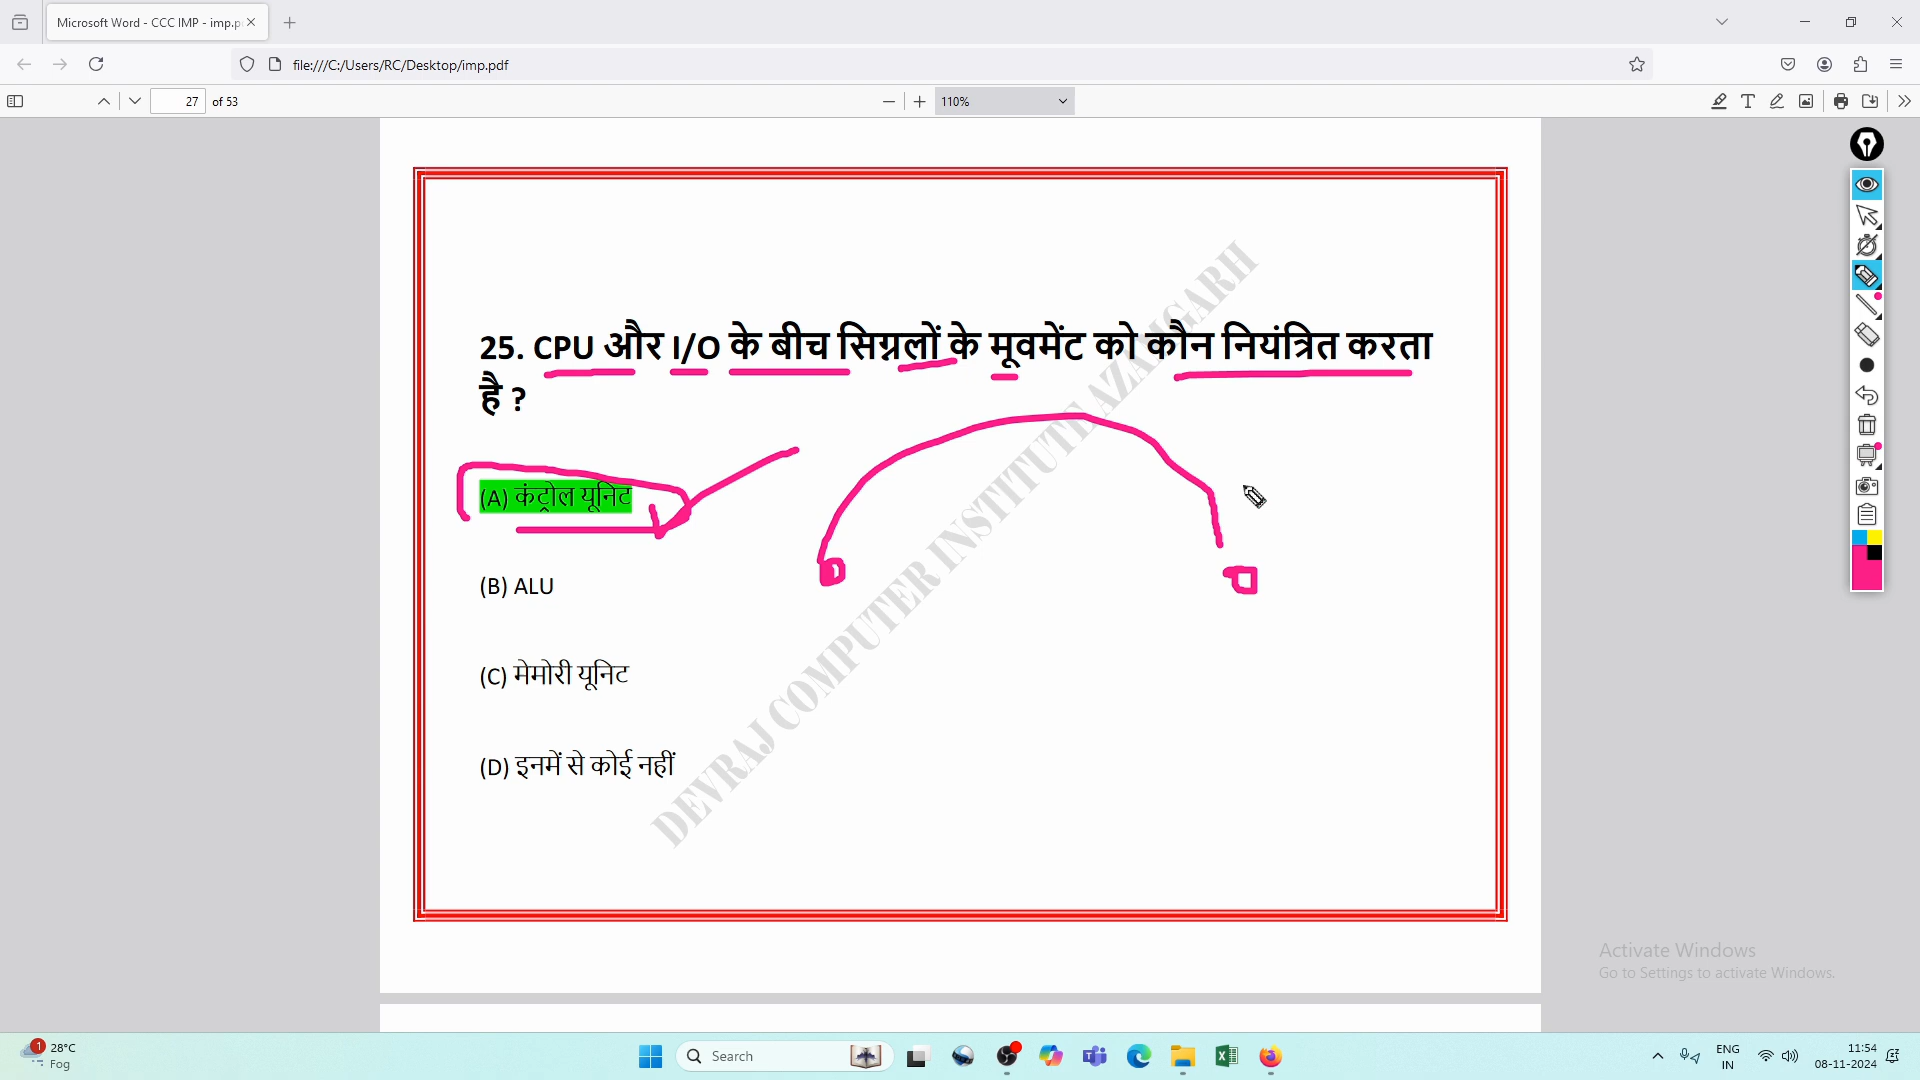 Microsoft Word - CCC IMP - imp.p
file:///C:/Users/RC/Desktop/imp.pdf
27 of 53
110%
25. CPU और I/O के बीच सिग्नलों के मूवमेंट को कौन नियंत्रित करता
है ?
(A) कंट्रोल यूनिट
(B) ALU
(C) मेमोरी यूनिट
(D) इनमें से कोई नहीं
DEVRAJ COMPUTER INSTITUTE AZAMGARH
Activate Windows
Go to Settings to activate Windows.
1
28°C
Fog
Search
ENG
IN
11:54
08-11-2024